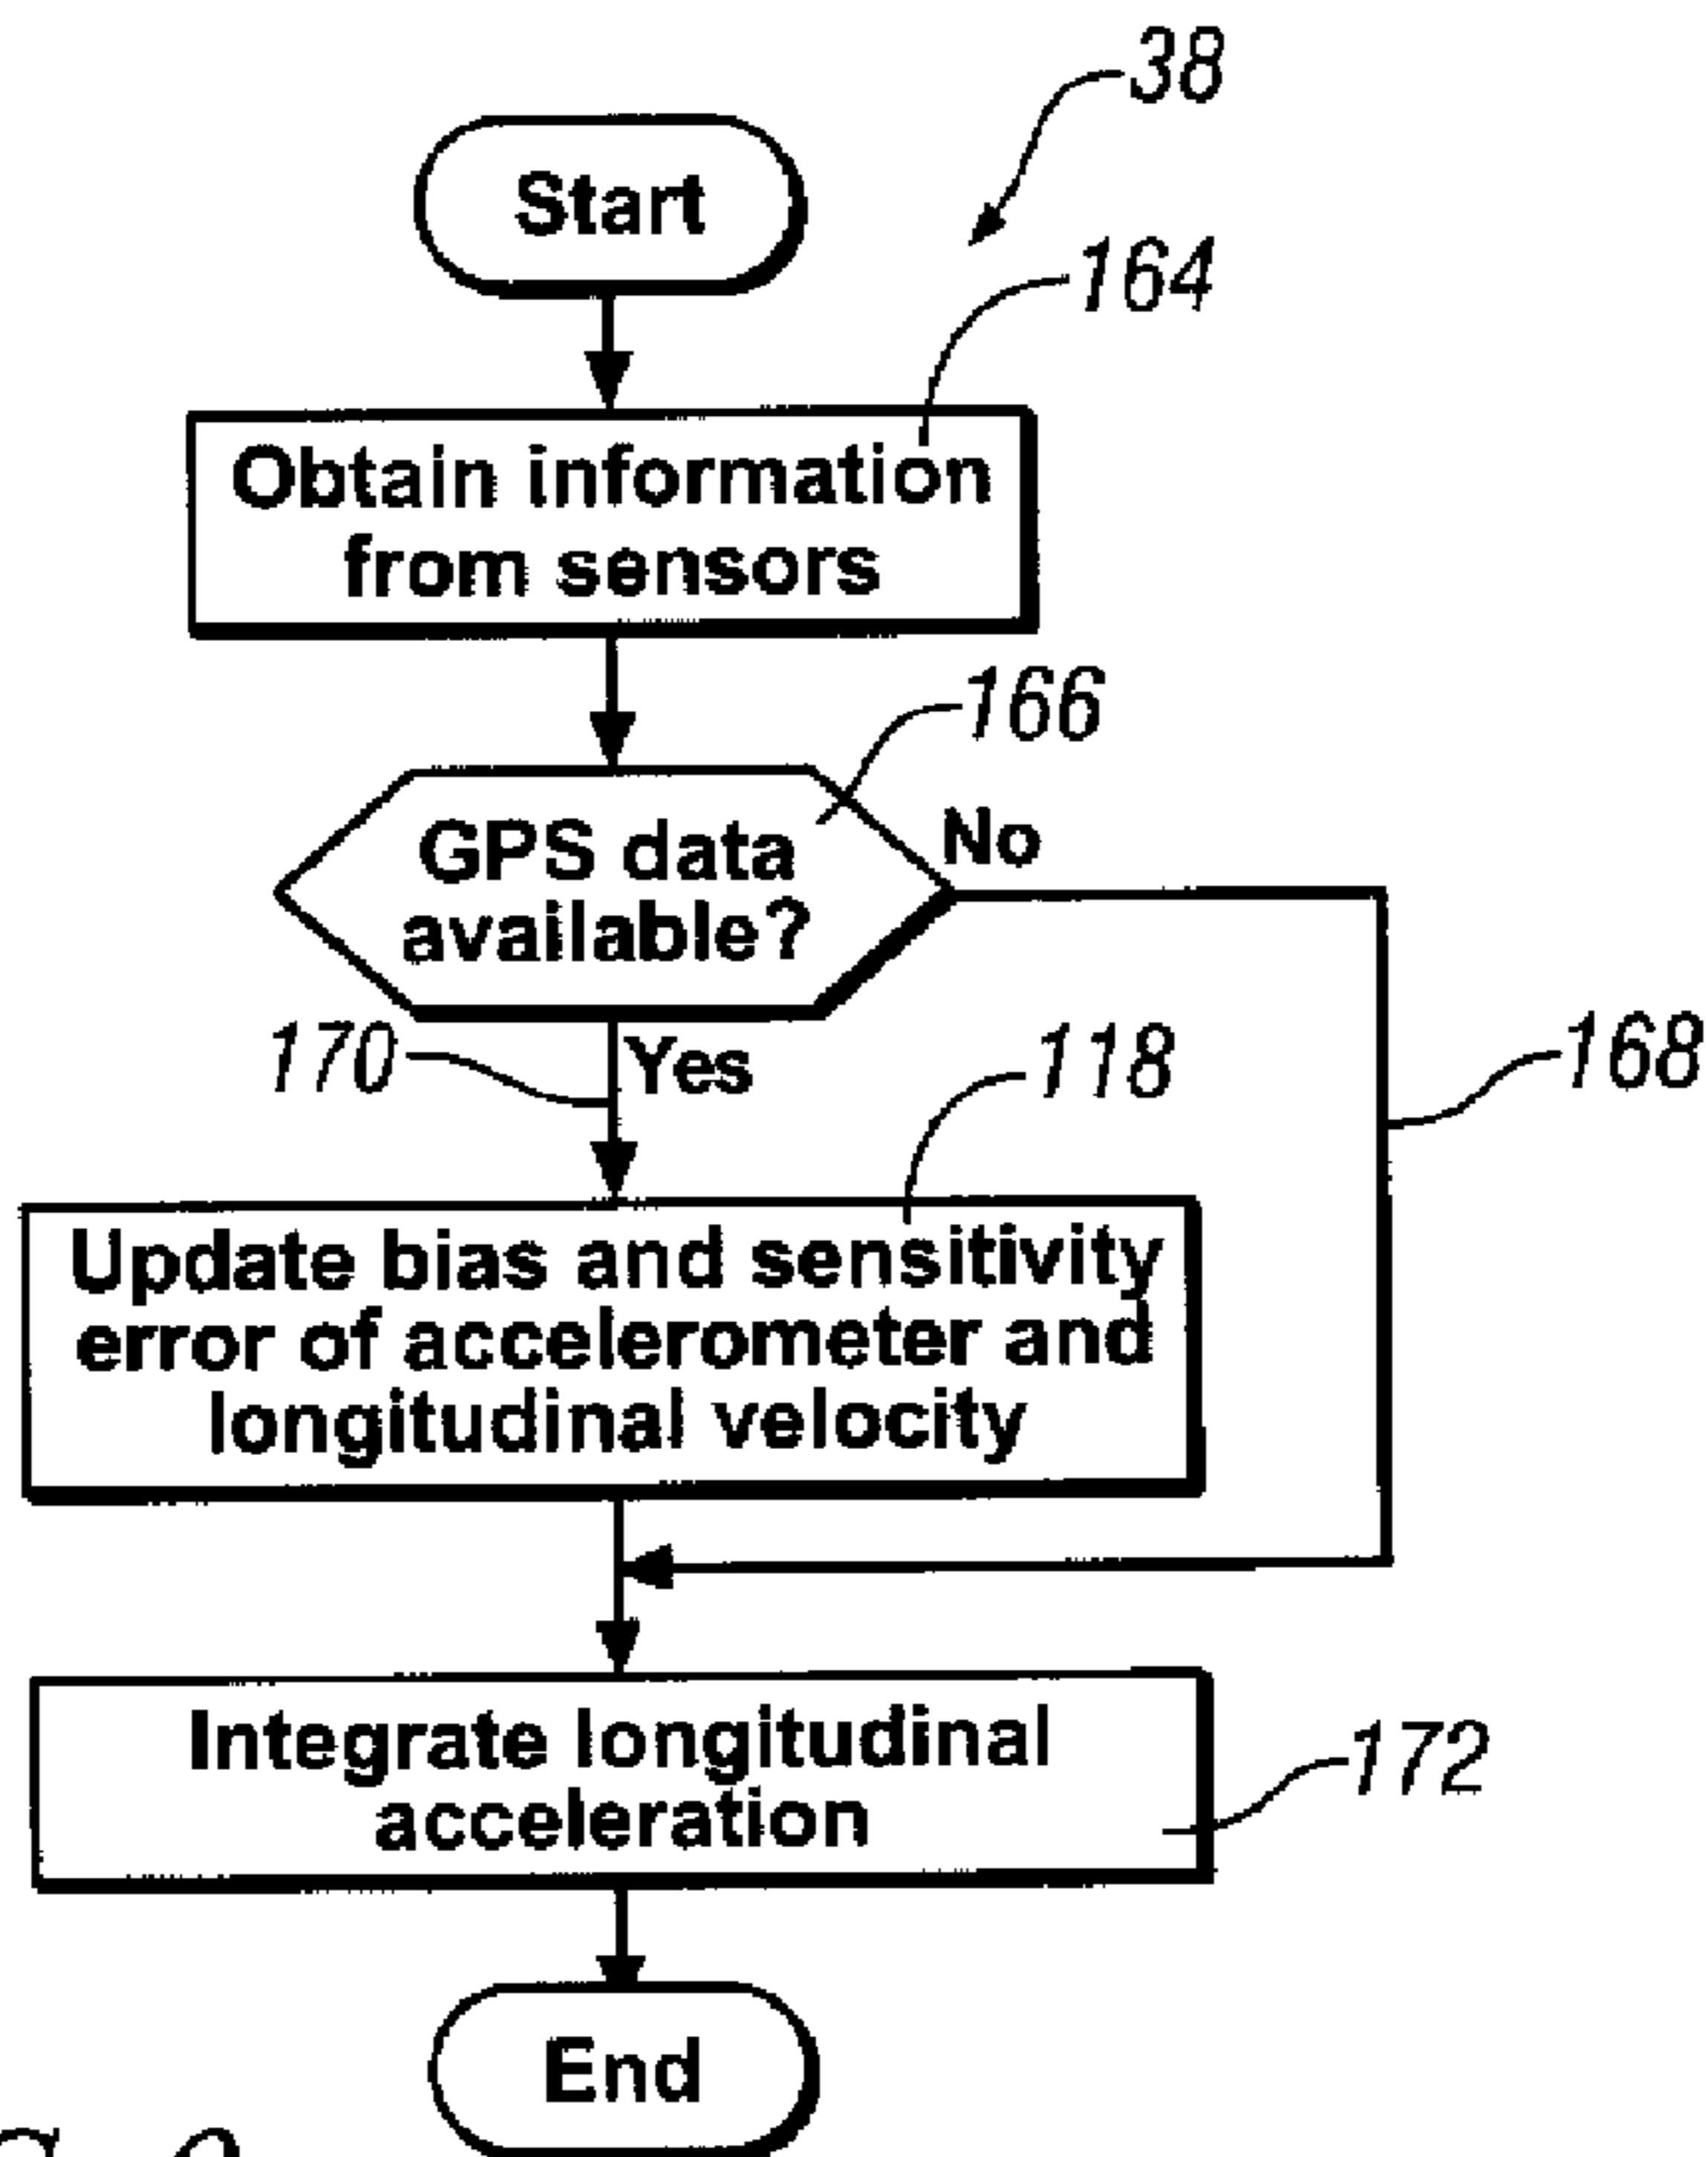 38
Start
164
Obtain information
from sensors
166
GPS data
available?
No
170
Yes
118
168
Update bias and sensitivity
error of accelerometer and
longitudinal velocity
Integrate longitudinal
acceleration
172
End